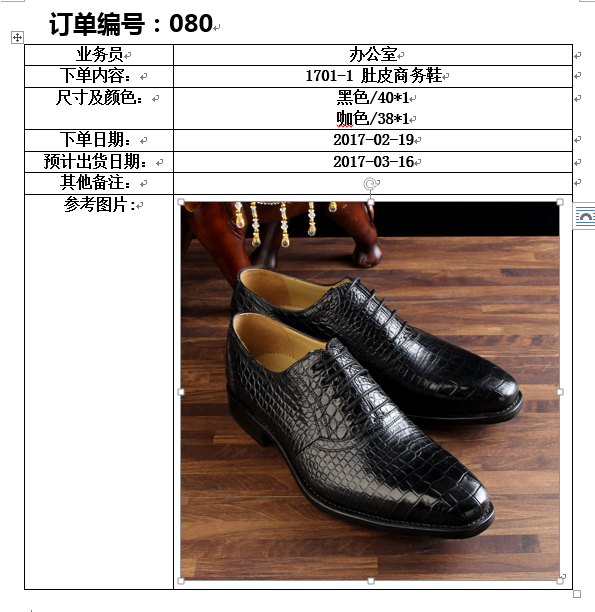 订单编号：080
业务员
办公室
下单内容：
1701-1 肚皮商务鞋
尺寸及颜色：
黑色/40*1
咖色/38*1
下单日期：
2017-02-19
预计出货日期：
2017-03-16
其他备注：
参考图片: